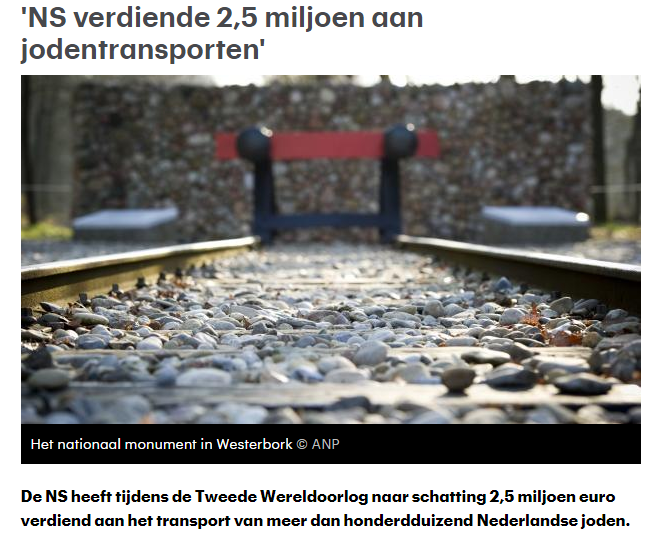 'NS verdiende 2,5 miljoen aan
jodentransporten'
Het nationaal monument in Westerbork © ANP
De NS heeft tijdens de Tweede Wereldoorlog naar schatting 2,5 miljoen euro
verdiend aan het transport van meer dan honderdduizend Nederlandse joden.